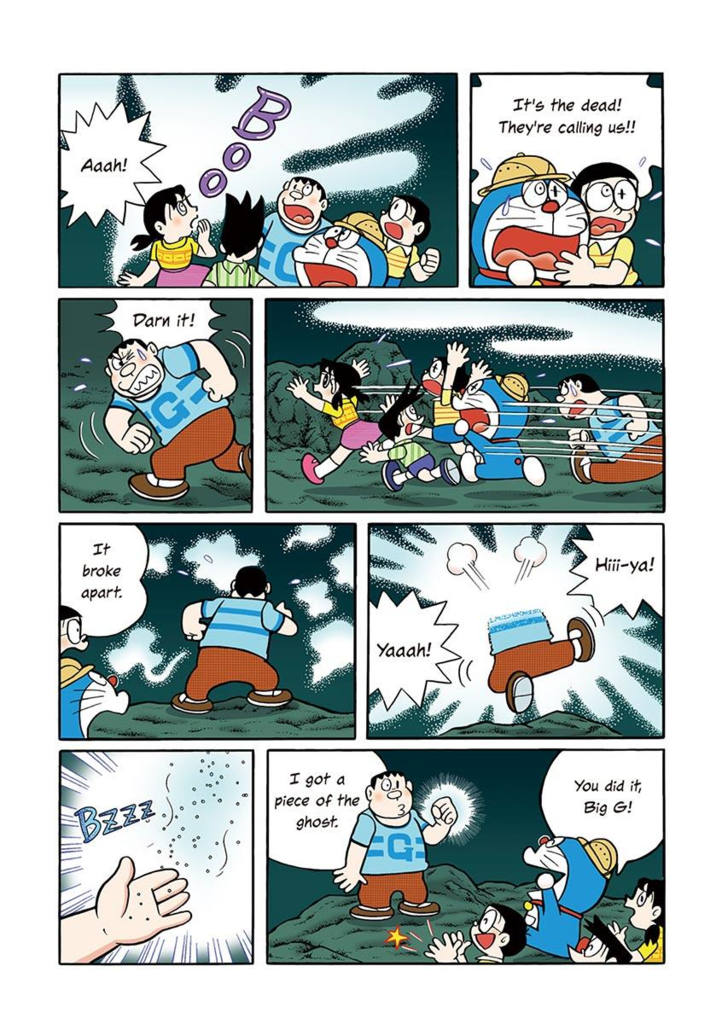 It's the dead!
They're calling us!!
Boo
Aaah!
G
Darn it!
G
Hiii-ya!
Yaaah!
It
broke
apart.
You did it,
Big G!
I got a
piece of the
ghost.
G
Bzzz